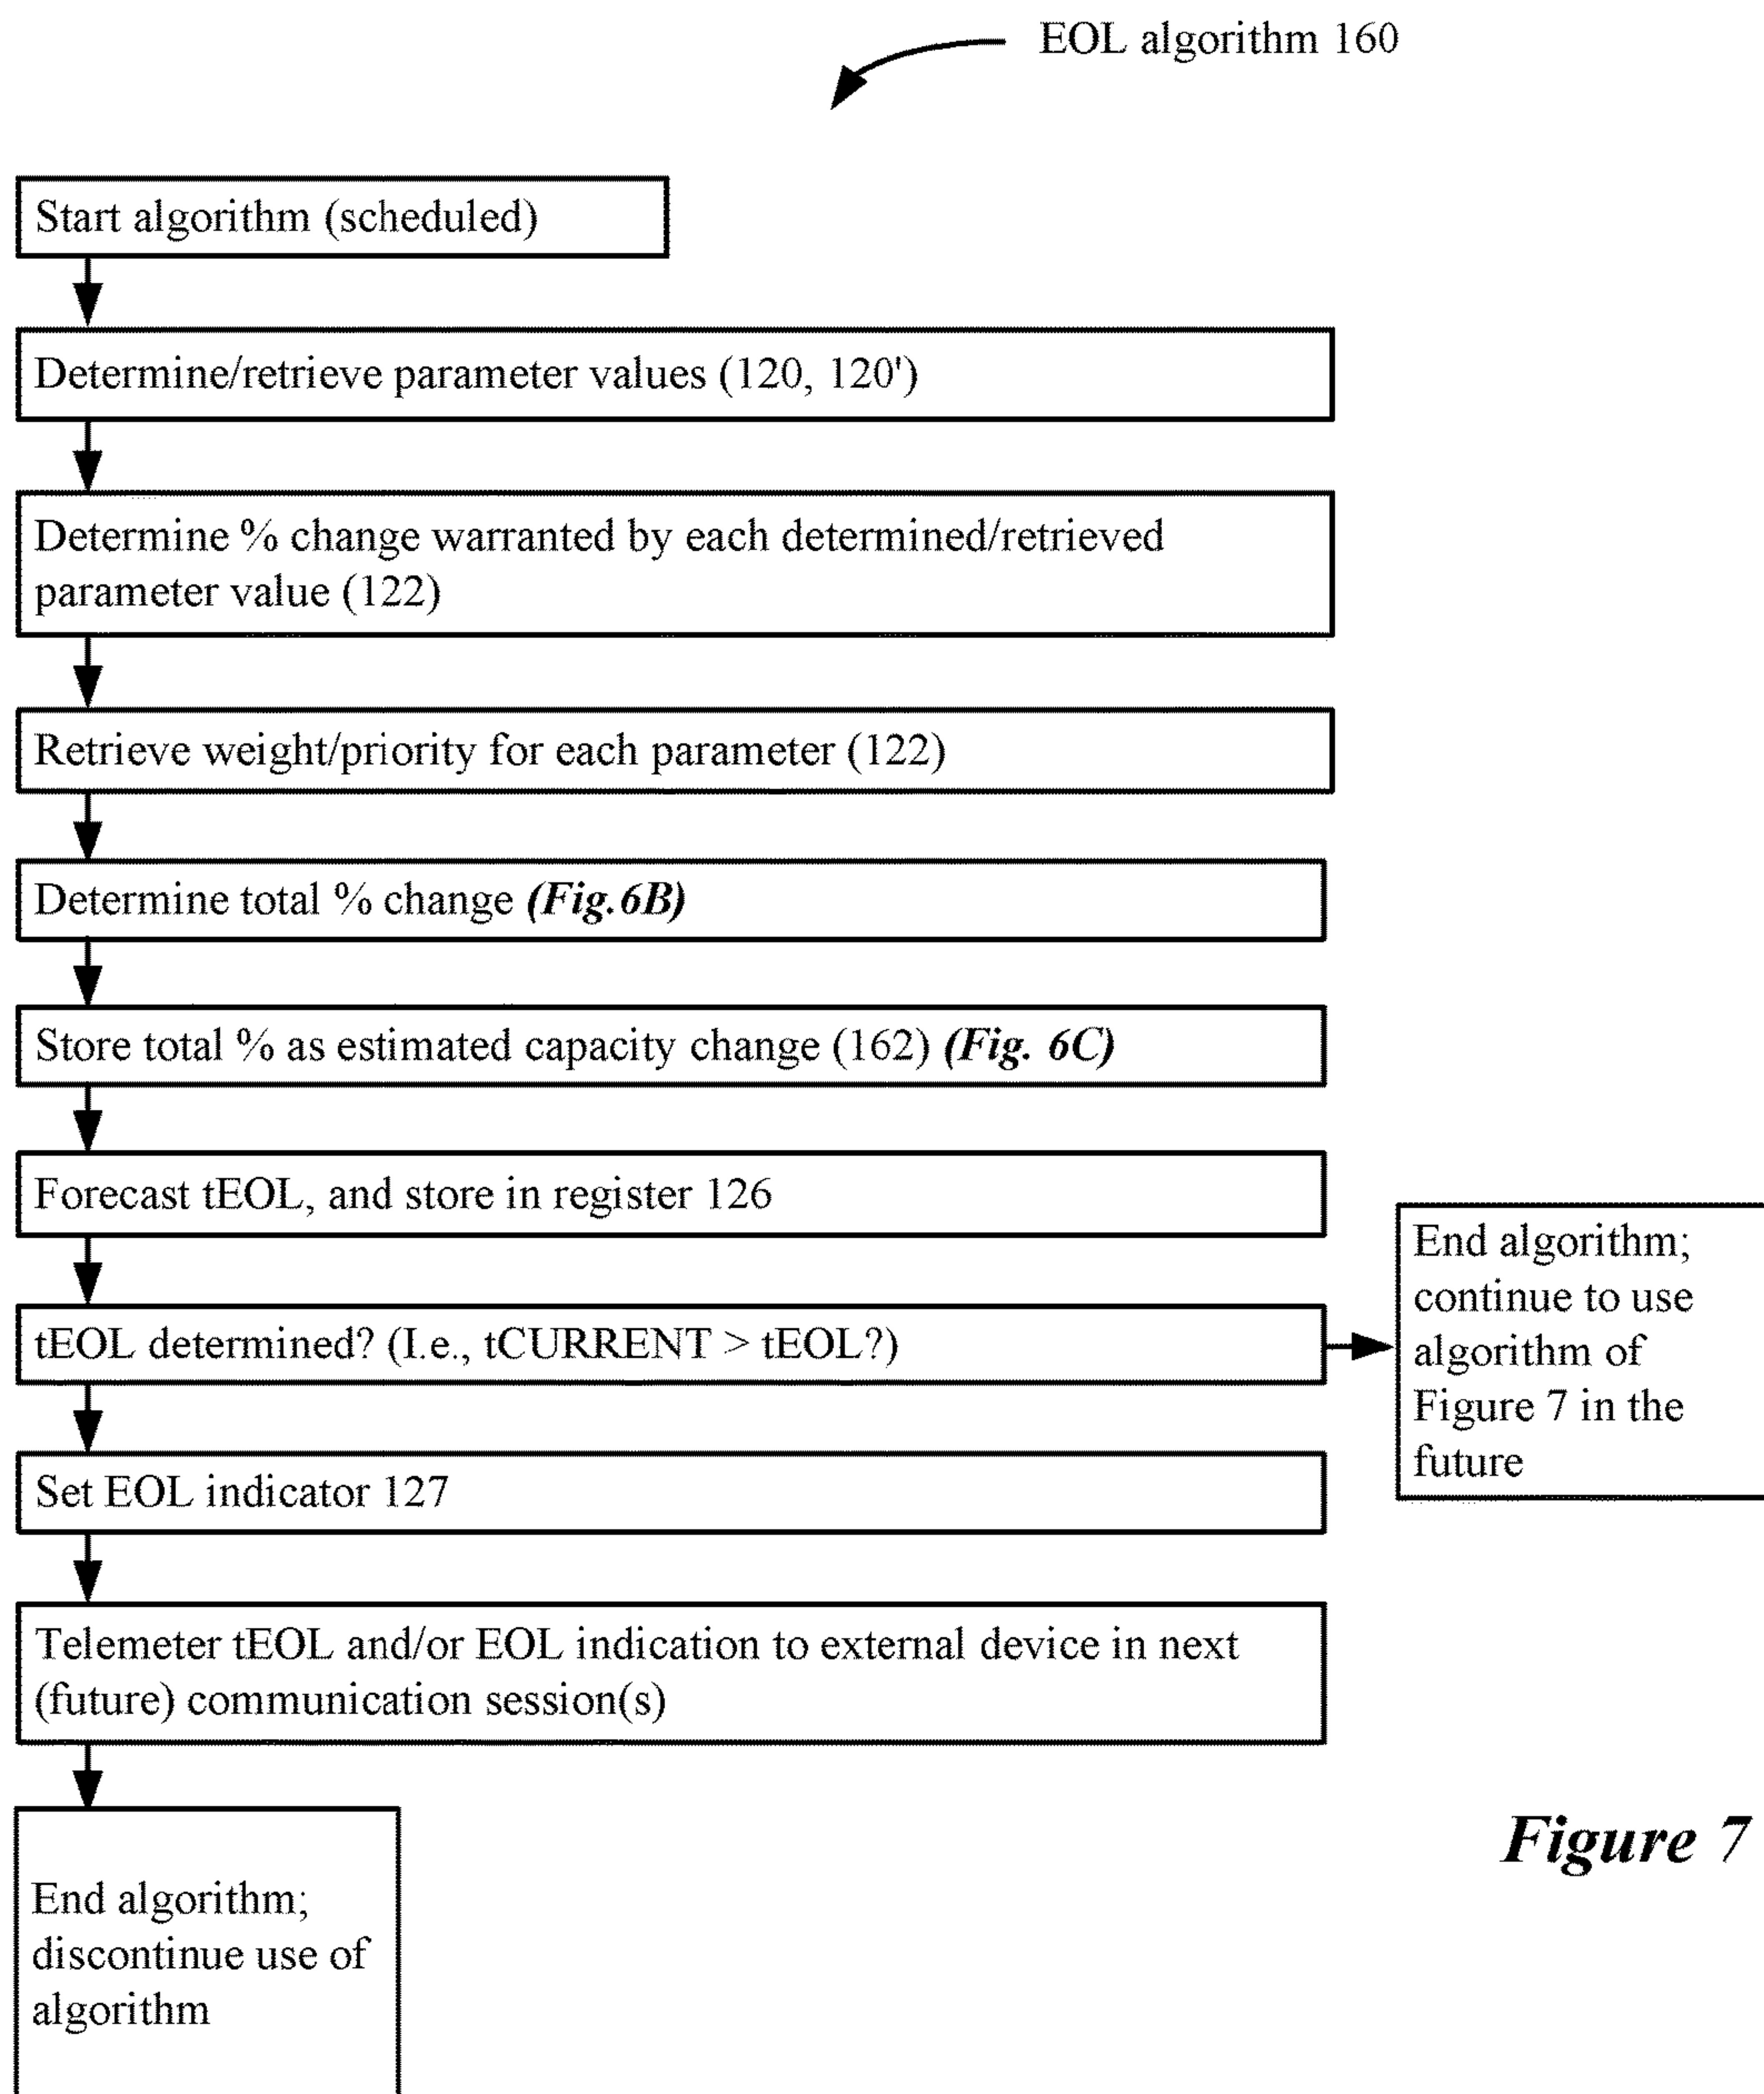 EOL algorithm 160
Start algorithm (scheduled)
Determine/retrieve parameter values (120, 120')
Determine % change warranted by each determined/retrieved
parameter value (122)
Retrieve weight/priority for each parameter (122)
Determine total % change (Fig.6B)
Store total % as estimated capacity change (162) (Fig. 6C)
Forecast tEOL, and store in register 126
tEOL determined? (I.e., tCURRENT > tEOL?)
End algorithm;
continue to use
algorithm of
Figure 7 in the
future
Set EOL indicator 127
Telemeter tEOL and/or EOL indication to external device in next
(future) communication session(s)
End algorithm;
discontinue use of
algorithm
Figure 7